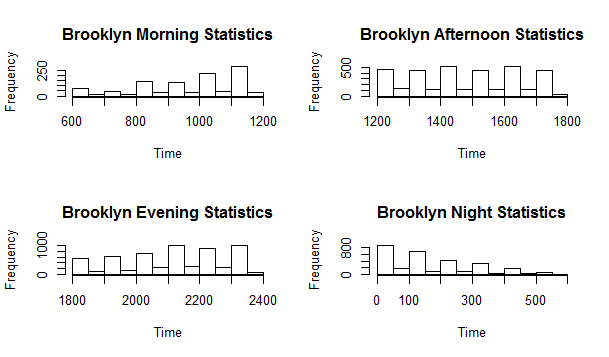 Brooklyn Morning Statistics
Frequency
0 250
600 800 1000 1200
Time
Brooklyn Afternoon Statistics
Frequency
0 500
1200 1400 1600 1800
Time
Brooklyn Evening Statistics
Frequency
0 1000
1800 2000 2200 2400
Time
Brooklyn Night Statistics
Frequency
0 800
0 100 300 500
Time